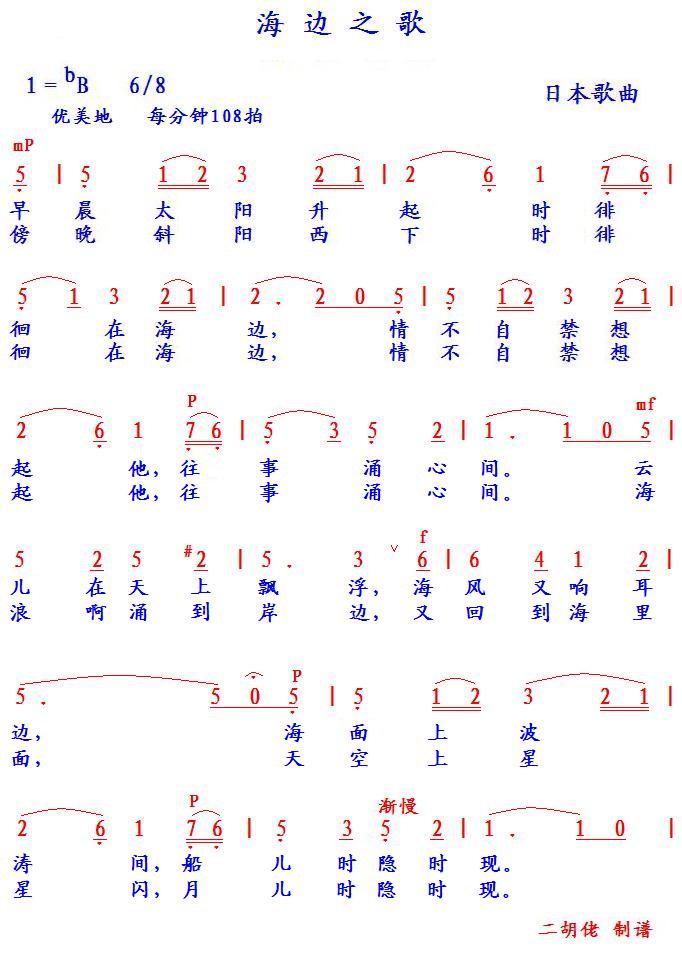 海边之歌
1 = bB 6/8
日本歌曲
优美地 每分钟108拍
mP
5 | 5 1 2 3 2 1 | 2 6 1 7 6 |
早晨太阳升起时徘
傍晚斜阳西下时徘
5 1 3 2 1 | 2 . 2 0 5 | 5 1 2 3 2 1 |
徊在海边，情不自禁想
徊在海边，情不自禁想
P
mf
2 6 1 7 6 | 5 3 5 2 | 1 . 1 0 5 |
起他，往事涌心间。云
起他，往事涌心间。海
f
5 2 5 #2 | 5 . 3 ∨ 6 | 6 4 1 2 |
儿在天上飘浮，海风又响耳
浪啊涌到岸边，又回到海里
P
5 . 5 0 5 | 5 1 2 3 2 1 |
边，海面上波
面，天空上星
P
渐慢
2 6 1 7 6 | 5 3 5 2 | 1 . 1 0 |
涛间，船儿时隐时现。
星闪，月儿时隐时现。
二胡佬 制谱